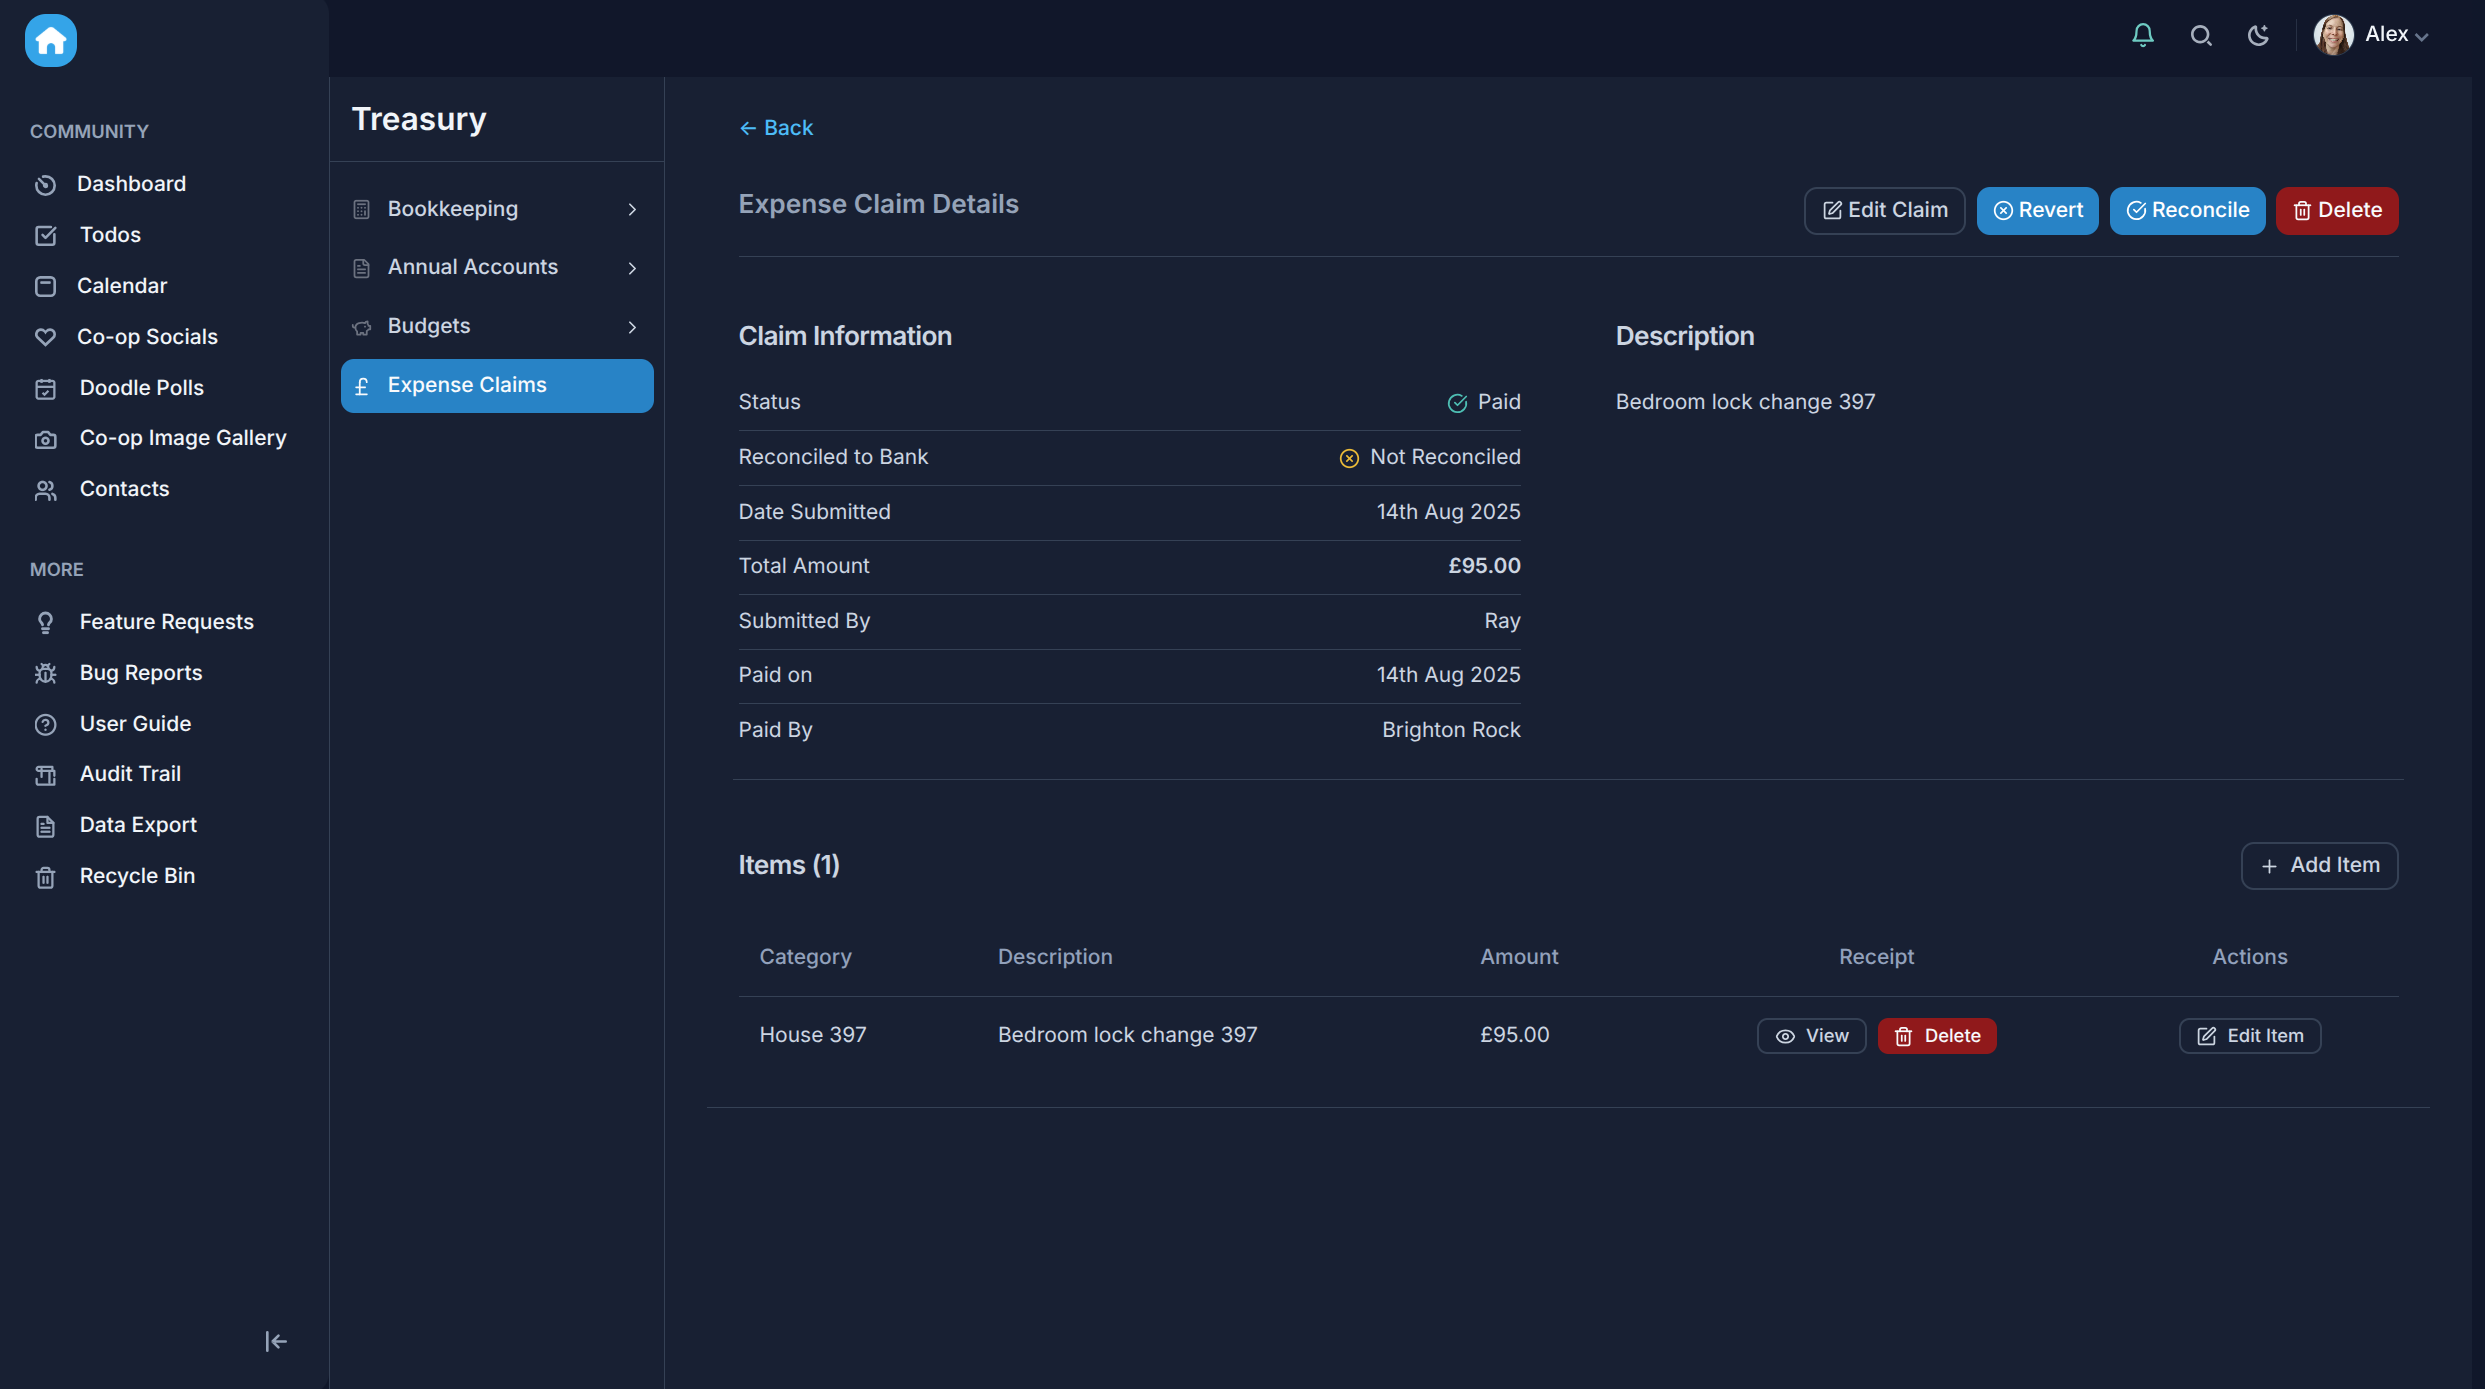 Alex
COMMUNITY
Dashboard
Todos
Calendar
Co-op Socials
Doodle Polls
Co-op Image Gallery
Contacts
MORE
Feature Requests
Bug Reports
User Guide
Audit Trail
Data Export
Recycle Bin
Treasury
Bookkeeping
Annual Accounts
Budgets
£ Expense Claims
← Back
Expense Claim Details
Edit Claim
Revert
Reconcile
Delete
Claim Information
Status Paid
Reconciled to Bank Not Reconciled
Date Submitted 14th Aug 2025
Total Amount £95.00
Submitted By Ray
Paid on 14th Aug 2025
Paid By Brighton Rock
Description
Bedroom lock change 397
Items (1)
+ Add Item
Category Description Amount Receipt Actions
House 397 Bedroom lock change 397 £95.00 View Delete Edit Item